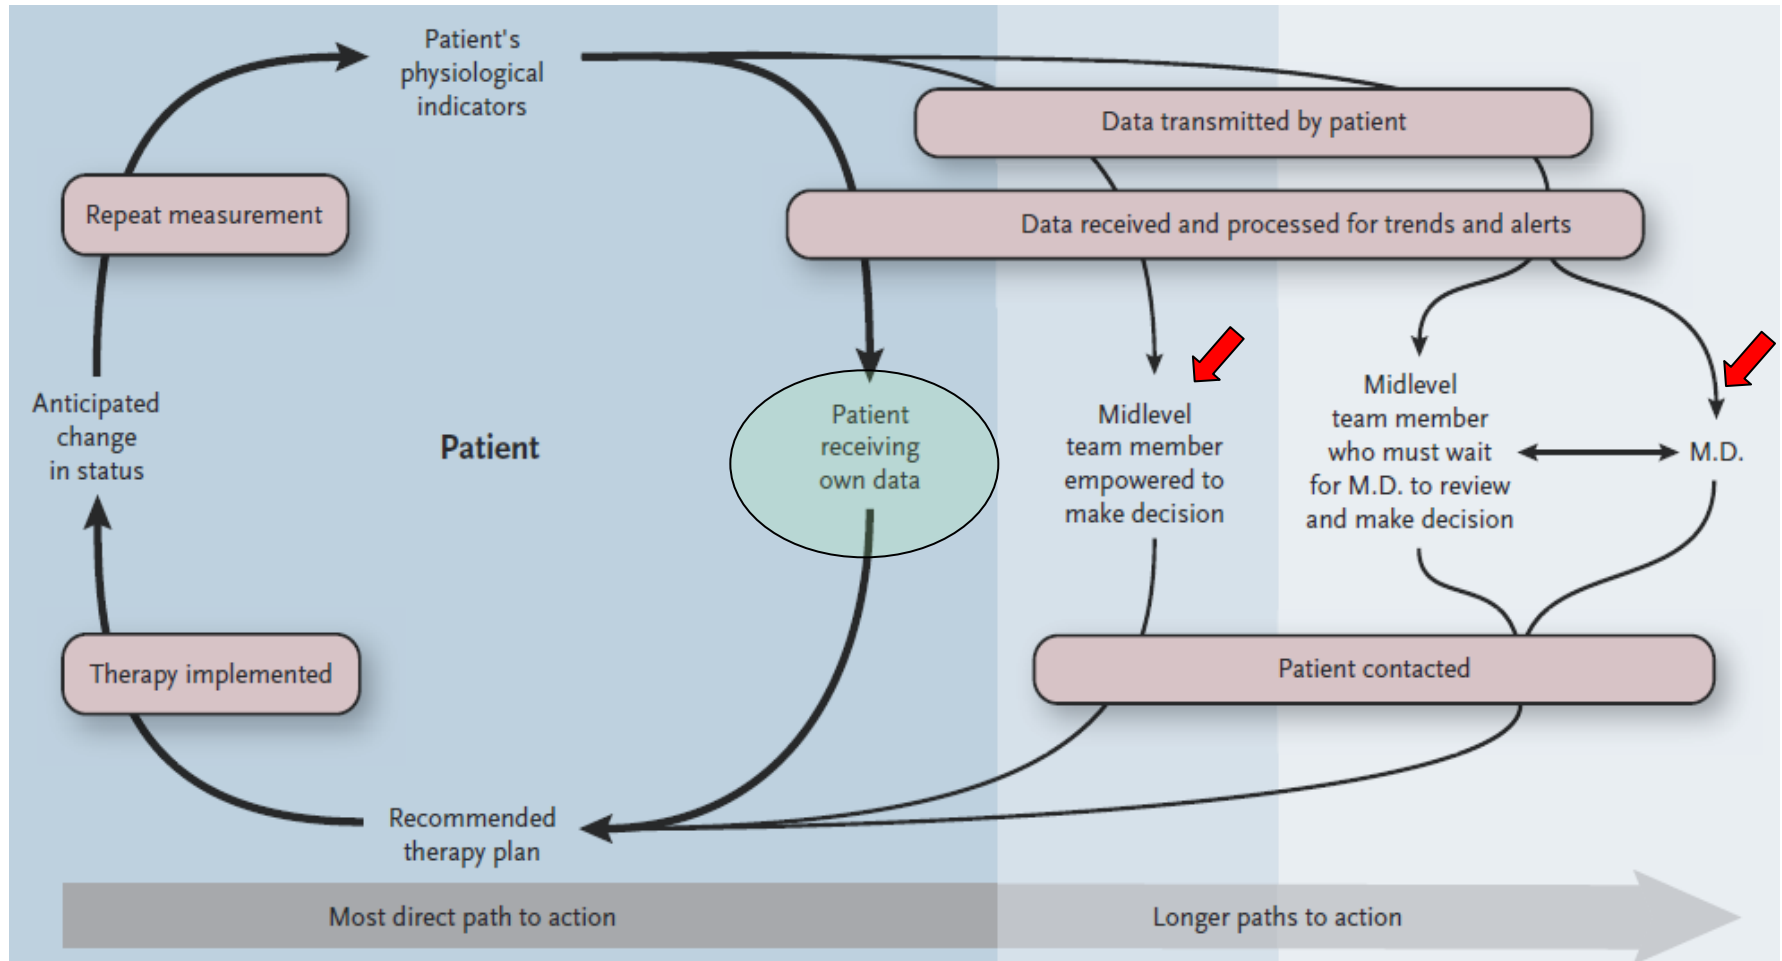 Patient's
physiological
indicators
Data transmitted by patient
Repeat measurement
Data received and processed for trends and alerts
Anticipated
change
in status
Patient
Patient
receiving
own data
Midlevel
team member
empowered to
make decision
Midlevel
team member
who must wait
for M.D. to review
and make decision
M.D.
Therapy implemented
Patient contacted
Recommended
therapy plan
Most direct path to action
Longer paths to action